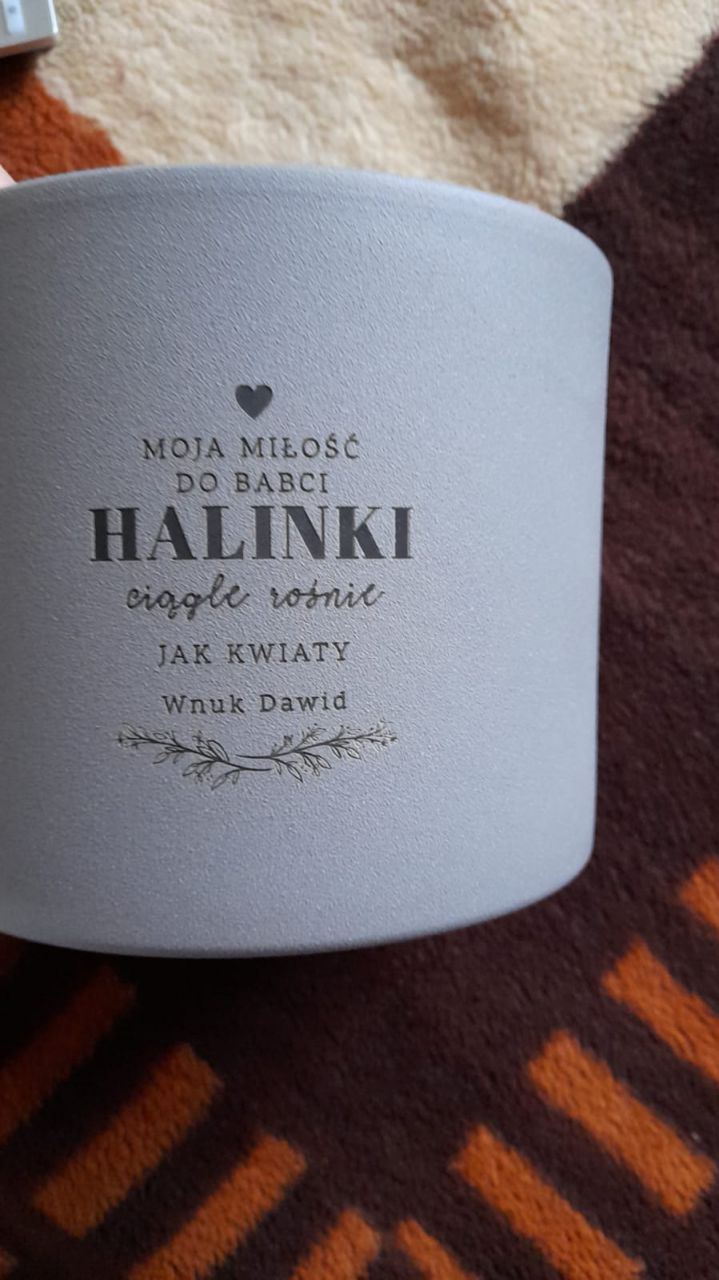 MOJA MIŁOŚĆ
DO BABCI
HALINKI
ciągle rośnie
JAK KWIATY
Wnuk Dawid